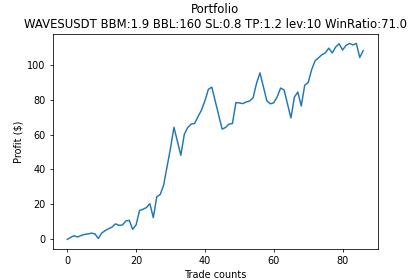 Portfolio
WAVESUSDT BBM:1.9 BBL:160 SL:0.8 TP:1.2 lev:10 WinRatio:71.0
100
80
60
40
20
0
Profit ($)
0 20 40 60 80
Trade counts